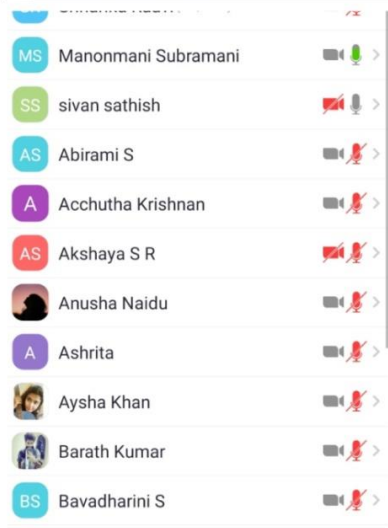 MS Manonmani Subramani
SS sivan sathish
AS Abirami S
A Acchutha Krishnan
AS Akshaya S R
Anusha Naidu
A Ashrita
Aysha Khan
Barath Kumar
BS Bavadharini S